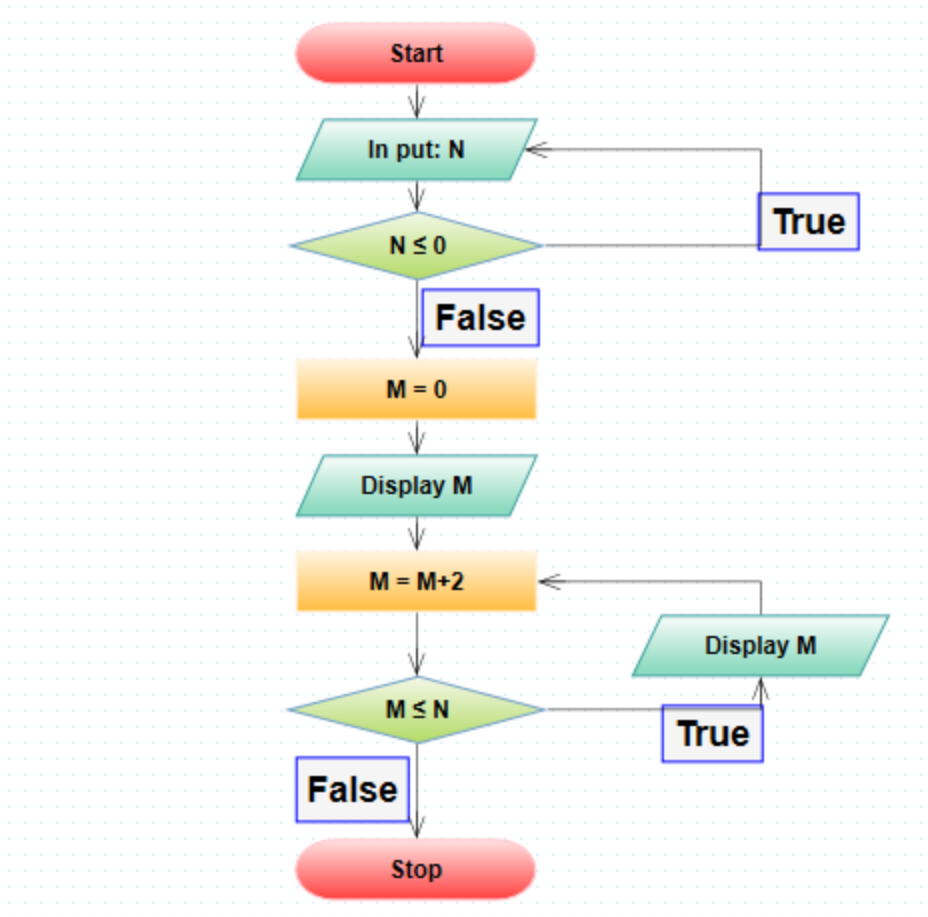 Start
In put: N
N ≤ 0
True
False
M = 0
Display M
M = M+2
Display M
M ≤ N
True
False
Stop